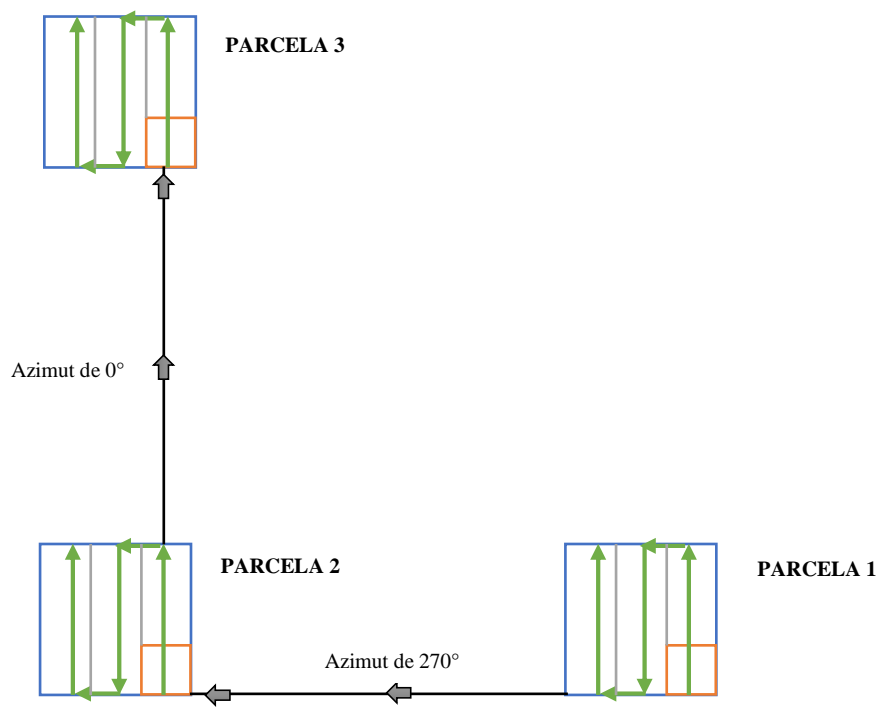 PARCELA 3
Azimut de 0°
PARCELA 2
PARCELA 1
Azimut de 270°